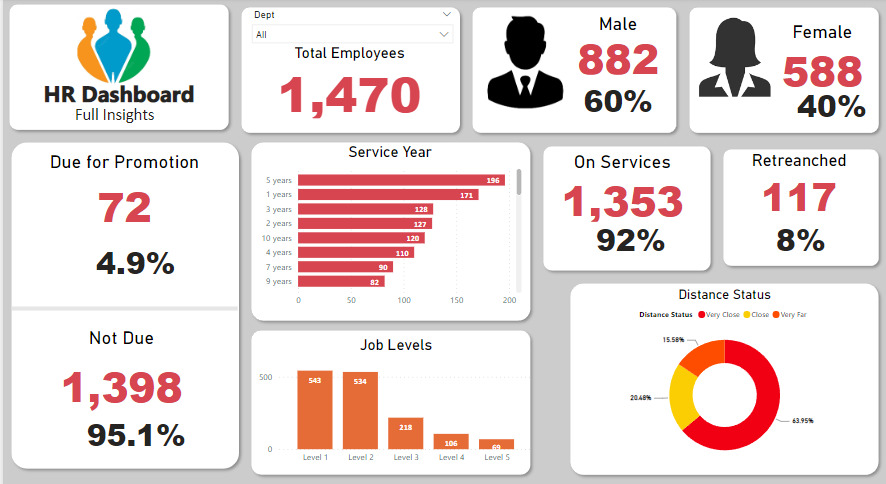 HR Dashboard
Full Insights
Dept
All
Total Employees
1,470
Male
882
60%
Female
588
40%
Due for Promotion
72
4.9%
Not Due
1,398
95.1%
Service Year
5 years 196
1 year 171
3 years 128
2 years 127
10 years 120
4 years 110
7 years 90
9 years 82
0 50 100 150 200
On Services
1,353
92%
Retreanched
117
8%
Job Levels
500
0
543 534 218 106 69
Level 1 Level 2 Level 3 Level 4 Level 5
Distance Status
Distance Status Very Close Close Very Far
15.58%
20.48%
63.95%